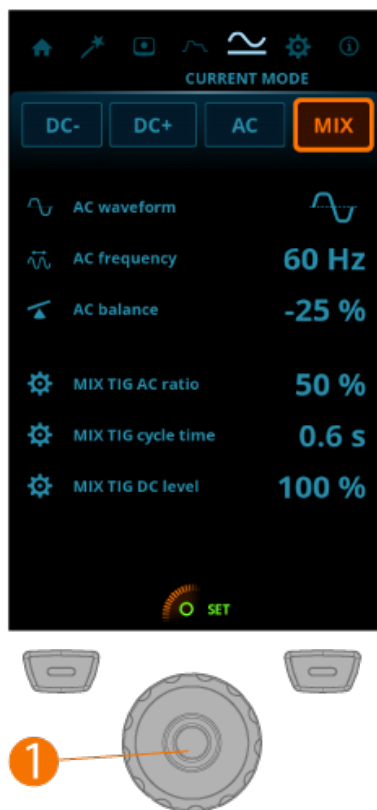 CURRENT MODE
DC- DC+ AC MIX
AC waveform
AC frequency 60 Hz
AC balance -25 %
MIX TIG AC ratio 50 %
MIX TIG cycle time 0.6 s
MIX TIG DC level 100 %
SET
1